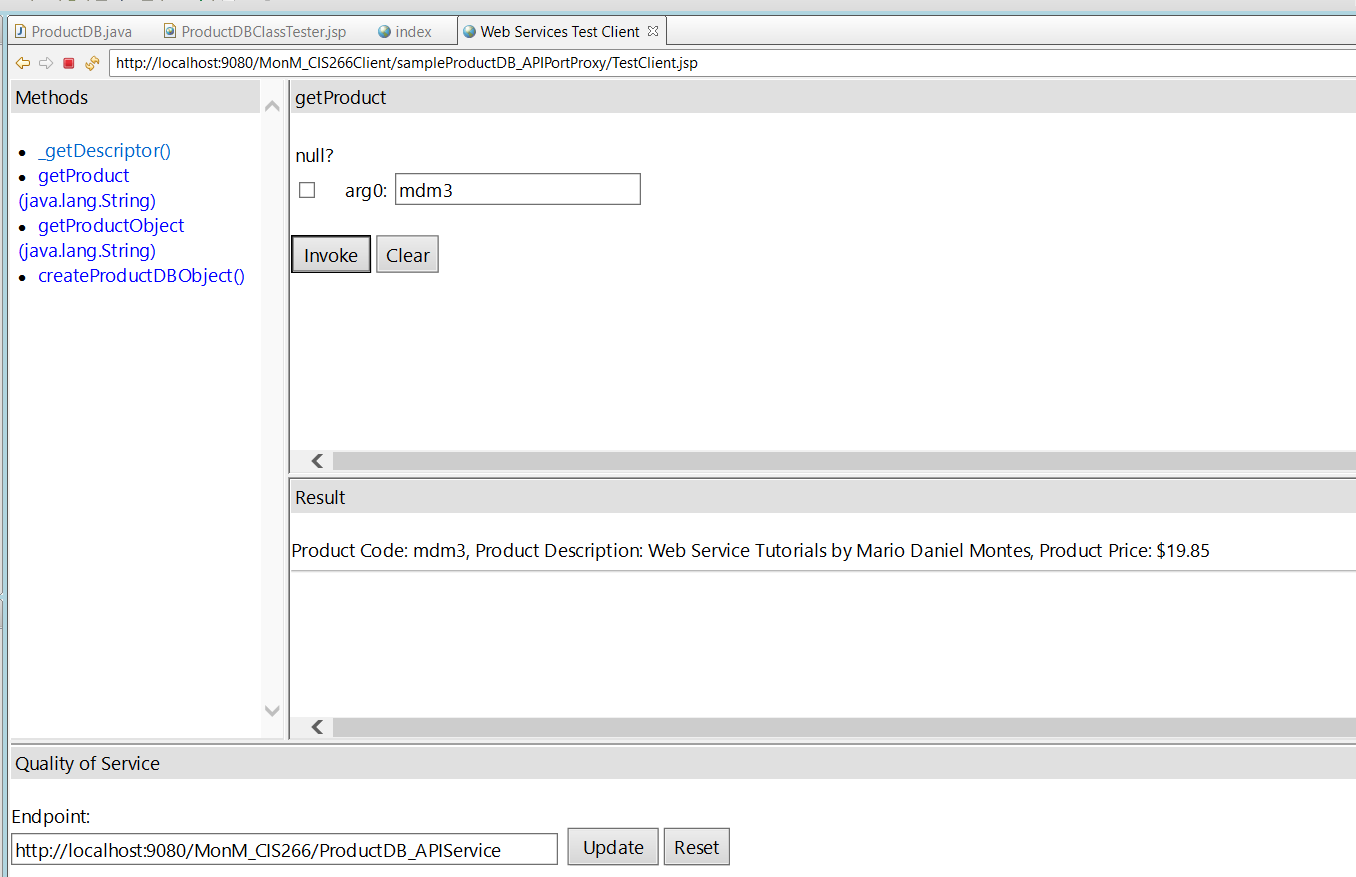 ProductDB.java
ProductDBClassTester.jsp
index
Web Services Test Client
http://localhost:9080/MonM_CIS266Client/sampleProductDB_APIPortProxy/TestClient.jsp
Methods
_getDescriptor()
getProduct
(java.lang.String)
getProductObject
(java.lang.String)
createProductDBObject()
getProduct
null?
arg0: mdm3
Invoke Clear
Result
Product Code: mdm3, Product Description: Web Service Tutorials by Mario Daniel Montes, Product Price: $19.85
Quality of Service
Endpoint:
http://localhost:9080/MonM_CIS266/ProductDB_APIService Update Reset